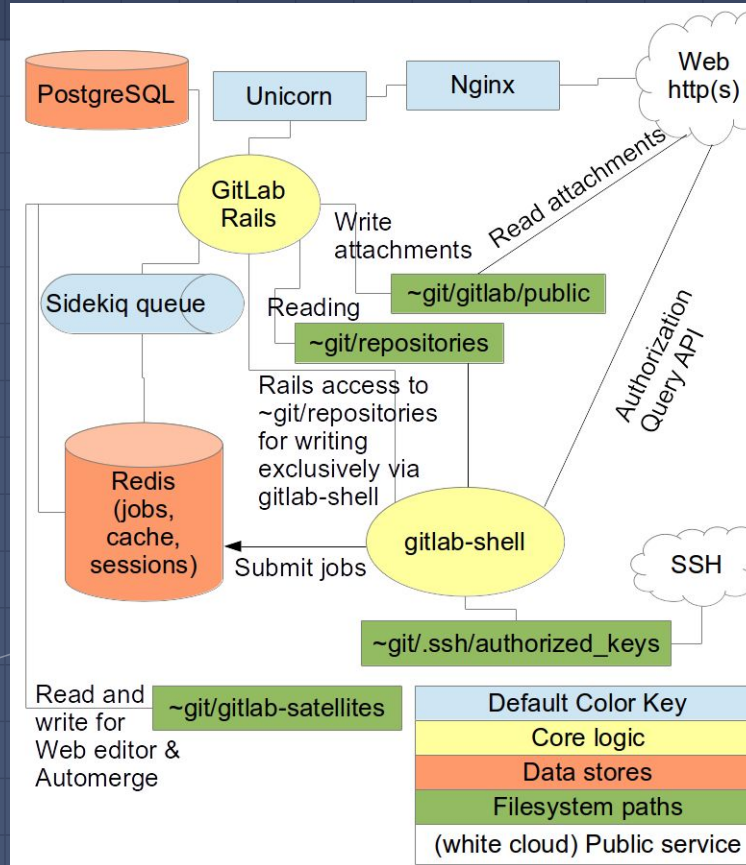 PostgreSQL
Unicorn
Nginx
Web
http(s)
GitLab
Rails
Write
attachments
Read attachments
~git/gitlab/public
Sidekiq queue
Reading
~git/repositories
Authorization
Query API
Rails access to
~git/repositories
for writing
exclusively via
gitlab-shell
Redis
(jobs,
cache,
sessions)
Submit jobs
gitlab-shell
SSH
~git/.ssh/authorized_keys
Read and
write for
Web editor &
Automerge
~git/gitlab-satellites
Default Color Key
Core logic
Data stores
Filesystem paths
(white cloud) Public service